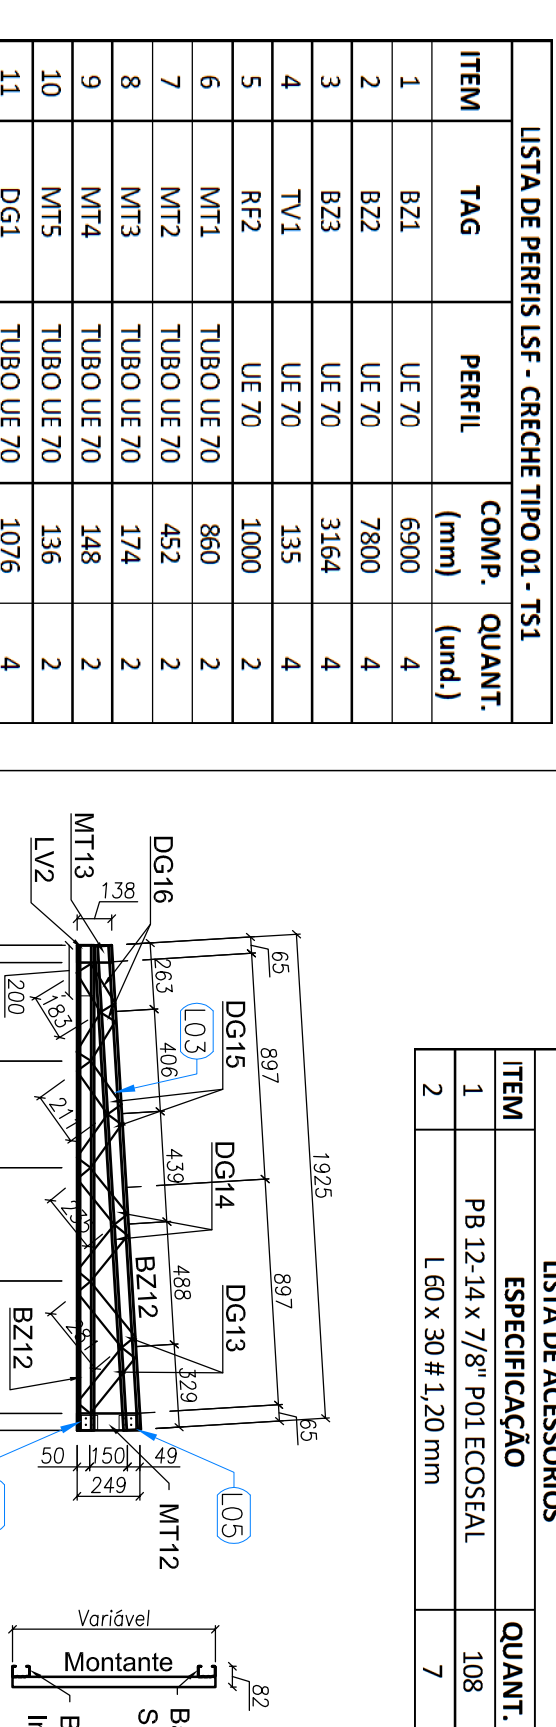 LISTA DE PERFIS LSF - CRECHE TIPO 01 - TS1
ITEM TAG PERFIL COMP. (mm) QUANT. (und.)
1 BZ1 UE 70 6900 4
2 BZ2 UE 70 7800 4
3 BZ3 UE 70 3164 4
4 TV1 UE 70 135 4
5 RF2 UE 70 1000 2
6 MT1 TUBO UE 70 860 2
7 MT2 TUBO UE 70 452 2
8 MT3 TUBO UE 70 174 2
9 MT4 TUBO UE 70 148 2
10 MT5 TUBO UE 70 136 2
11 DG1 TUBO UE 70 1076 4
LISTA DE ACESSÓRIOS
ITEM ESPECIFICAÇÃO QUANT.
1 PB 12-14 x 7/8" P01 ECOSEAL 108
2 L 60 x 30 # 1,20 mm 7
1925
65 897 897 65
263 406 439 488 329
DG16
DG15
DG14
DG13
L03
L05
MT13
LV2
138
BZ12
BZ12
MT12
200
183
211
235
281
50 150 49
249
Variável
Montante
82